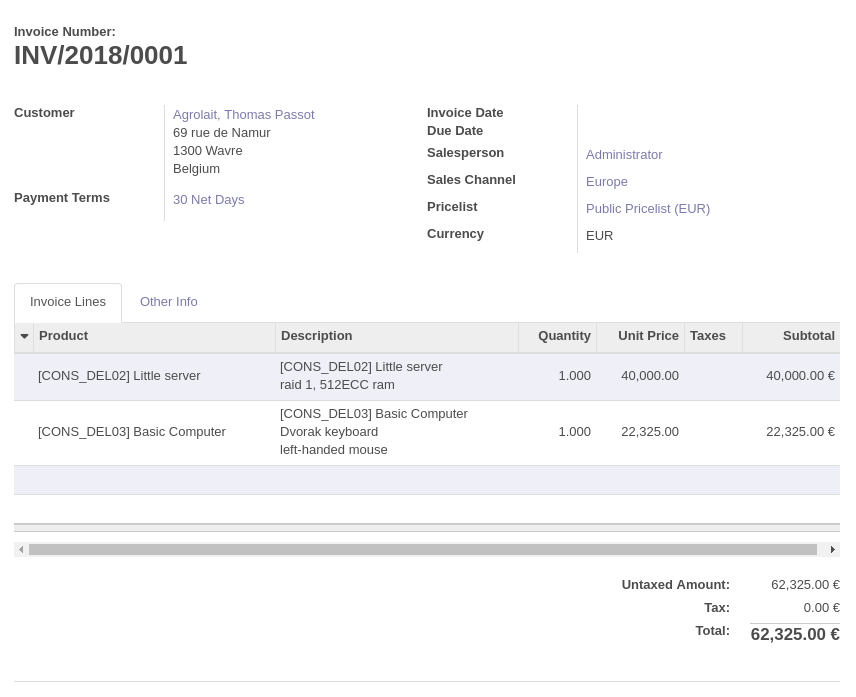 Invoice Number:
INV/2018/0001
Customer
Agrolait, Thomas Passot
69 rue de Namur
1300 Wavre
Belgium
Payment Terms
30 Net Days
Invoice Date
Due Date
Salesperson
Administrator
Sales Channel
Europe
Pricelist
Public Pricelist (EUR)
Currency
EUR
Invoice Lines
Other Info
Product Description Quantity Unit Price Taxes Subtotal
[CONS_DEL02] Little server
[CONS_DEL02] Little server
raid 1, 512ECC ram
1.000 40,000.00 40,000.00 €
[CONS_DEL03] Basic Computer
[CONS_DEL03] Basic Computer
Dvorak keyboard
left-handed mouse
1.000 22,325.00 22,325.00 €
Untaxed Amount: 62,325.00 €
Tax: 0.00 €
Total: 62,325.00 €